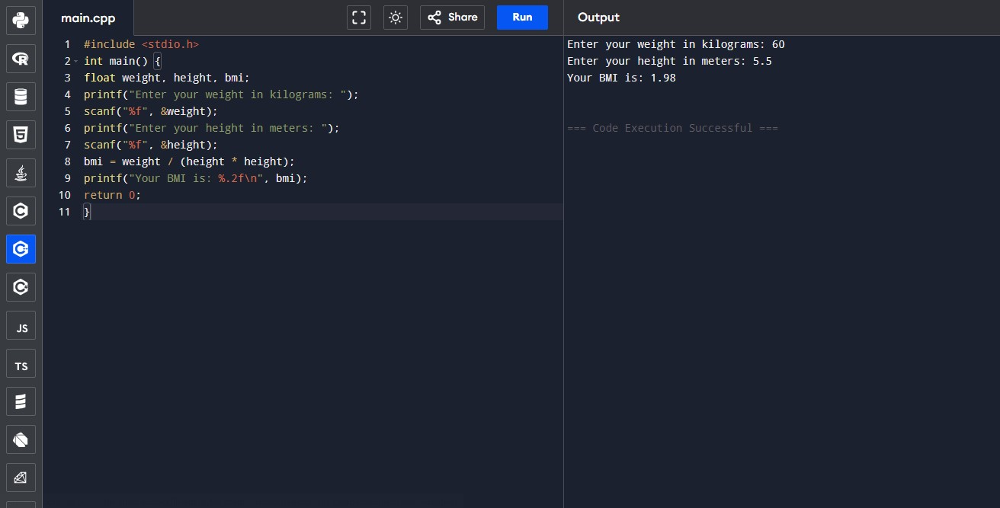 main.cpp
Share
Run
Output
1 #include <stdio.h>
2 int main() {
3 float weight, height, bmi;
4 printf("Enter your weight in kilograms: ");
5 scanf("%f", &weight);
6 printf("Enter your height in meters: ");
7 scanf("%f", &height);
8 bmi = weight / (height * height);
9 printf("Your BMI is: %.2f\n", bmi);
10 return 0;
11 }
Enter your weight in kilograms: 60
Enter your height in meters: 5.5
Your BMI is: 1.98
=== Code Execution Successful ===
JS
TS